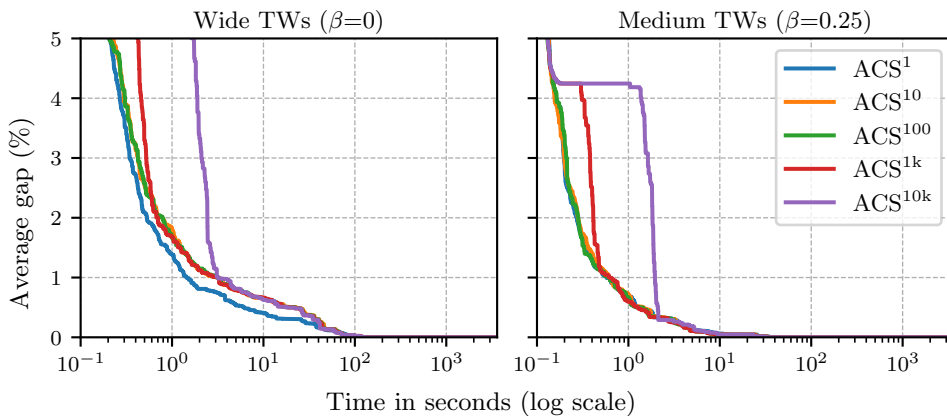 Wide TWs (β=0)
Medium TWs (β=0.25)
Average gap (%)
5
4
3
2
1
0
10⁻¹ 10⁰ 10¹ 10² 10³
10⁻¹ 10⁰ 10¹ 10² 10³
ACS¹
ACS¹⁰
ACS¹⁰⁰
ACS¹ᵏ
ACS¹⁰ᵏ
Time in seconds (log scale)